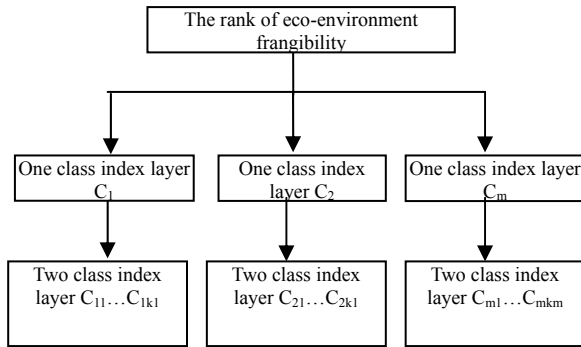 The rank of eco-environment
frangibility
One class index layer
C₁
One class index
layer C₂
One class index layer
Cₘ
Two class index
layer C₁₁…C₁ₖ₁
Two class index
layer C₂₁…C₂ₖ₁
Two class index
layer Cₘ₁…Cₘₖₘ